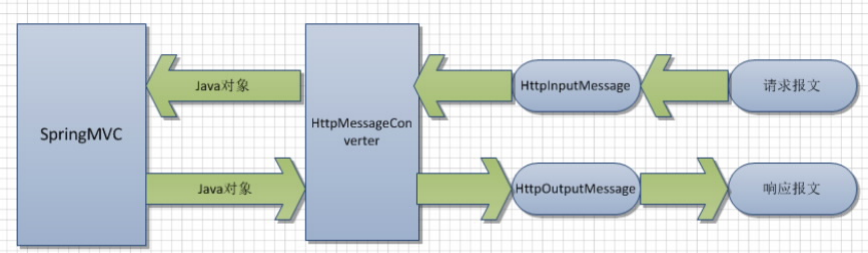 SpringMVC
Java对象
Java对象
HttpMessageCon
verter
HttpInputMessage
请求报文
HttpOutputMessage
响应报文